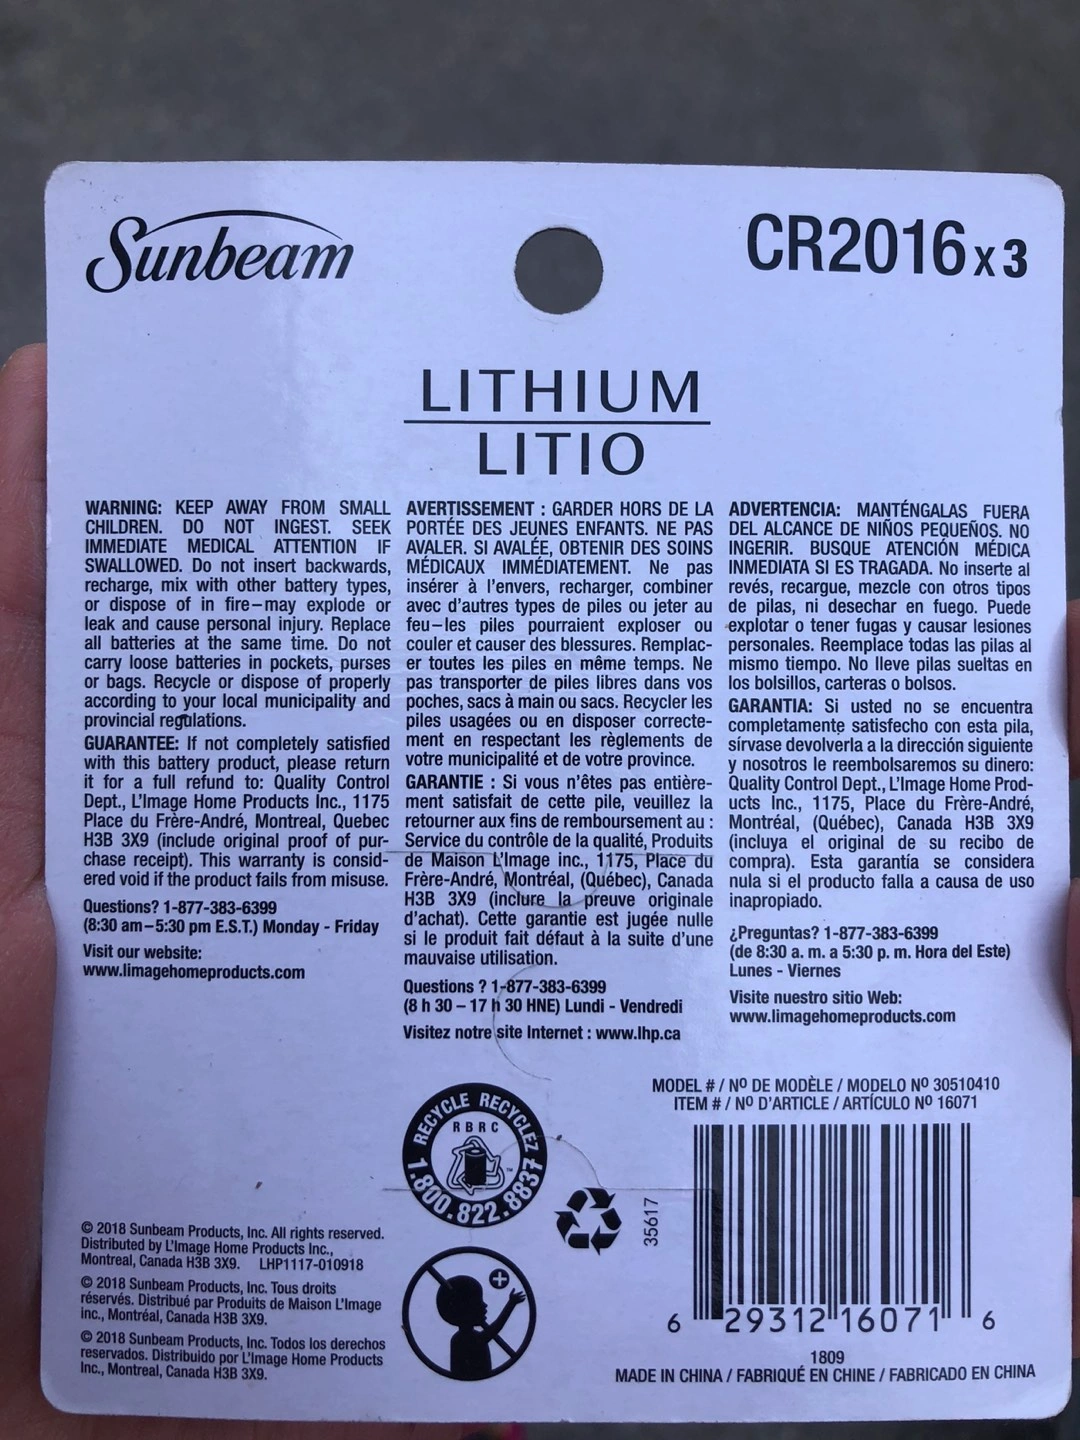 Sunbeam
CR2016 x 3
LITHIUM
LITIO
WARNING: KEEP AWAY FROM SMALL
CHILDREN. DO NOT INGEST. SEEK
IMMEDIATE MEDICAL ATTENTION IF
SWALLOWED. Do not insert backwards,
recharge, mix with other battery types,
or dispose of in fire–may explode or
leak and cause personal injury. Replace
all batteries at the same time. Do not
carry loose batteries in pockets, purses
or bags. Recycle or dispose of properly
according to your local municipality and
provincial regulations.
GUARANTEE: If not completely satisfied
with this battery product, please return
it for a full refund to: Quality Control
Dept., L'Image Home Products Inc., 1175
Place du Frère-André, Montreal, Quebec
H3B 3X9 (include original proof of pur-
chase receipt). This warranty is consid-
ered void if the product fails from misuse.
Questions? 1-877-383-6399
(8:30 am–5:30 pm E.S.T.) Monday - Friday
Visit our website:
www.limagehomeproducts.com
AVERTISSEMENT : GARDER HORS DE LA
PORTÉE DES JEUNES ENFANTS. NE PAS
AVALER. SI AVALÉE, OBTENIR DES SOINS
MÉDICAUX IMMÉDIATEMENT. Ne pas
insérer à l'envers, recharger, combiner
avec d'autres types de piles ou jeter au
feu–les piles pourraient exploser ou
couler et causer des blessures. Remplac-
er toutes les piles en même temps. Ne
pas transporter de piles libres dans vos
poches, sacs à main ou sacs. Recycler les
piles usagées ou en disposer correcte-
ment en respectant les règlements de
votre municipalité et de votre province.
GARANTIE : Si vous n'êtes pas entière-
ment satisfait de cette pile, veuillez la
retourner aux fins de remboursement au :
Service du contrôle de la qualité, Produits
de Maison L'Image inc., 1175, Place du
Frère-André, Montréal, (Québec), Canada
H3B 3X9 (inclure la preuve originale
d'achat). Cette garantie est jugée nulle
si le produit fait défaut à la suite d'une
mauvaise utilisation.
Questions ? 1-877-383-6399
(8 h 30 – 17 h 30 HNE) Lundi - Vendredi
Visitez notre site Internet : www.lhp.ca
ADVERTENCIA: MANTÉNGALAS FUERA
DEL ALCANCE DE NIÑOS PEQUEÑOS. NO
INGERIR. BUSQUE ATENCIÓN MÉDICA
INMEDIATA SI ES TRAGADA. No inserte al
revés, recargue, mezcle con otros tipos
de pilas, ni desechar en fuego. Puede
explotar o tener fugas y causar lesiones
personales. Reemplace todas las pilas al
mismo tiempo. No lleve pilas sueltas en
los bolsillos, carteras o bolsos.
GARANTIA: Si usted no se encuentra
completamente satisfecho con esta pila,
sírvase devolverla a la dirección siguiente
y nosotros le reembolsaremos su dinero:
Quality Control Dept., L'Image Home Prod-
ucts Inc., 1175, Place du Frère-André,
Montréal, (Québec), Canada H3B 3X9
(incluya el original de su recibo de
compra). Esta garantía se considera
nula si el producto falla a causa de uso
inapropiado.
¿Preguntas? 1-877-383-6399
(de 8:30 a. m. a 5:30 p. m. Hora del Este)
Lunes - Viernes
Visite nuestro sitio Web:
www.limagehomeproducts.com
MODEL # / Nº DE MODÈLE / MODELO Nº 30510410
ITEM # / Nº D'ARTICLE / ARTÍCULO Nº 16071
RECYCLE RECYCLEZ
RBRC
TM
1.800.822.8837
35617
© 2018 Sunbeam Products, Inc. All rights reserved.
Distributed by L'Image Home Products Inc.,
Montreal, Canada H3B 3X9. LHP1117-010918
© 2018 Sunbeam Products, Inc. Tous droits
réservés. Distribué par Produits de Maison L'Image
inc., Montréal, Canada H3B 3X9.
© 2018 Sunbeam Products, Inc. Todos los derechos
reservados. Distribuido por L'Image Home Products
Inc., Montreal, Canada H3B 3X9.
6 29312 16071 6
1809
MADE IN CHINA / FABRIQUÉ EN CHINE / FABRICADO EN CHINA